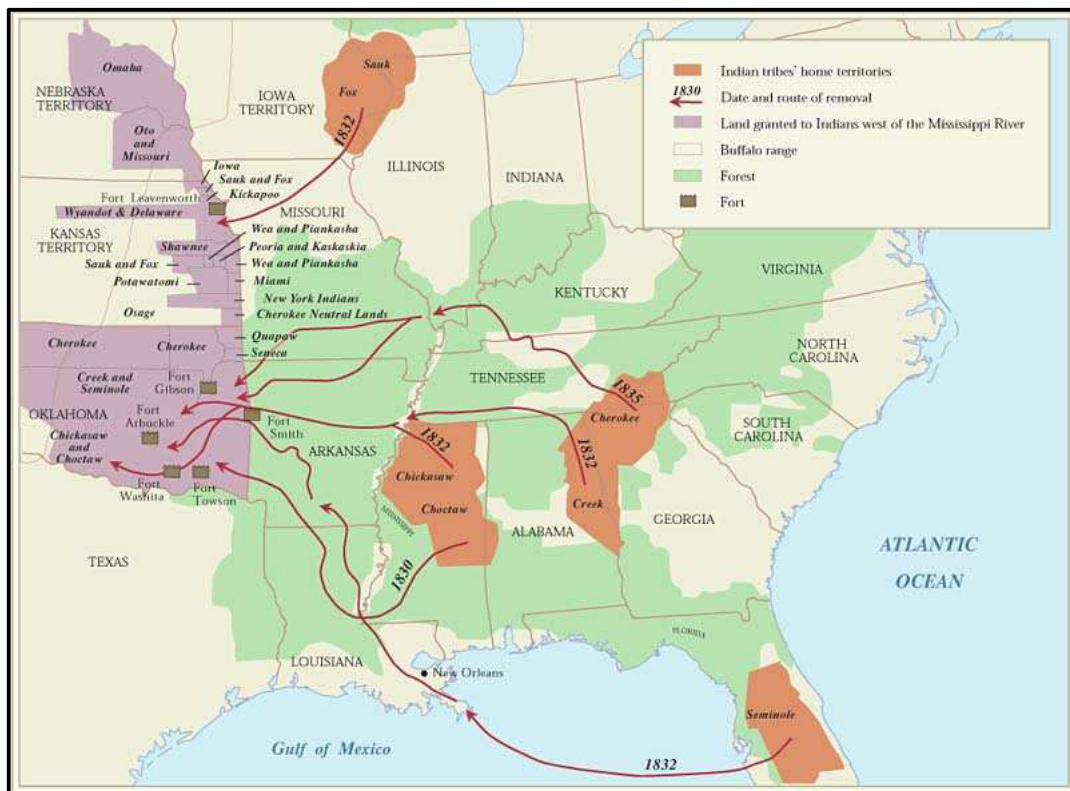 Omaha
NEBRASKA
TERRITORY
Oto
and
Missouri
IOWA
TERRITORY
Sauk
Fox
1832
ILLINOIS
INDIANA
1830
Indian tribes' home territories
Date and route of removal
Land granted to Indians west of the Mississippi River
Buffalo range
Forest
Fort
Iowa
Sauk and Fox
Kickapoo
Fort Leavenworth
Wyandot & Delaware
KANSAS
TERRITORY
MISSOURI
Wea and Piankasha
Shawnee
Peoria and Kaskaskia
Sauk and Fox
Wea and Piankasha
Potawatomi
Miami
New York Indians
Osage
Cherokee Neutral Lands
Cherokee
Cherokee
Quapaw
Seneca
Creek and
Seminole
Fort
Gibson
OKLAHOMA
Fort
Arbuckle
Fort
Smith
Chickasaw
and
Choctaw
Fort
Washita
Fort
Towson
ARKANSAS
KENTUCKY
VIRGINIA
TENNESSEE
NORTH
CAROLINA
SOUTH
CAROLINA
1835
Cherokee
1832
Creek
1832
Chickasaw
Choctaw
MISSISSIPPI
ALABAMA
GEORGIA
1830
TEXAS
LOUISIANA
New Orleans
FLORIDA
Seminole
1832
ATLANTIC
OCEAN
Gulf of Mexico